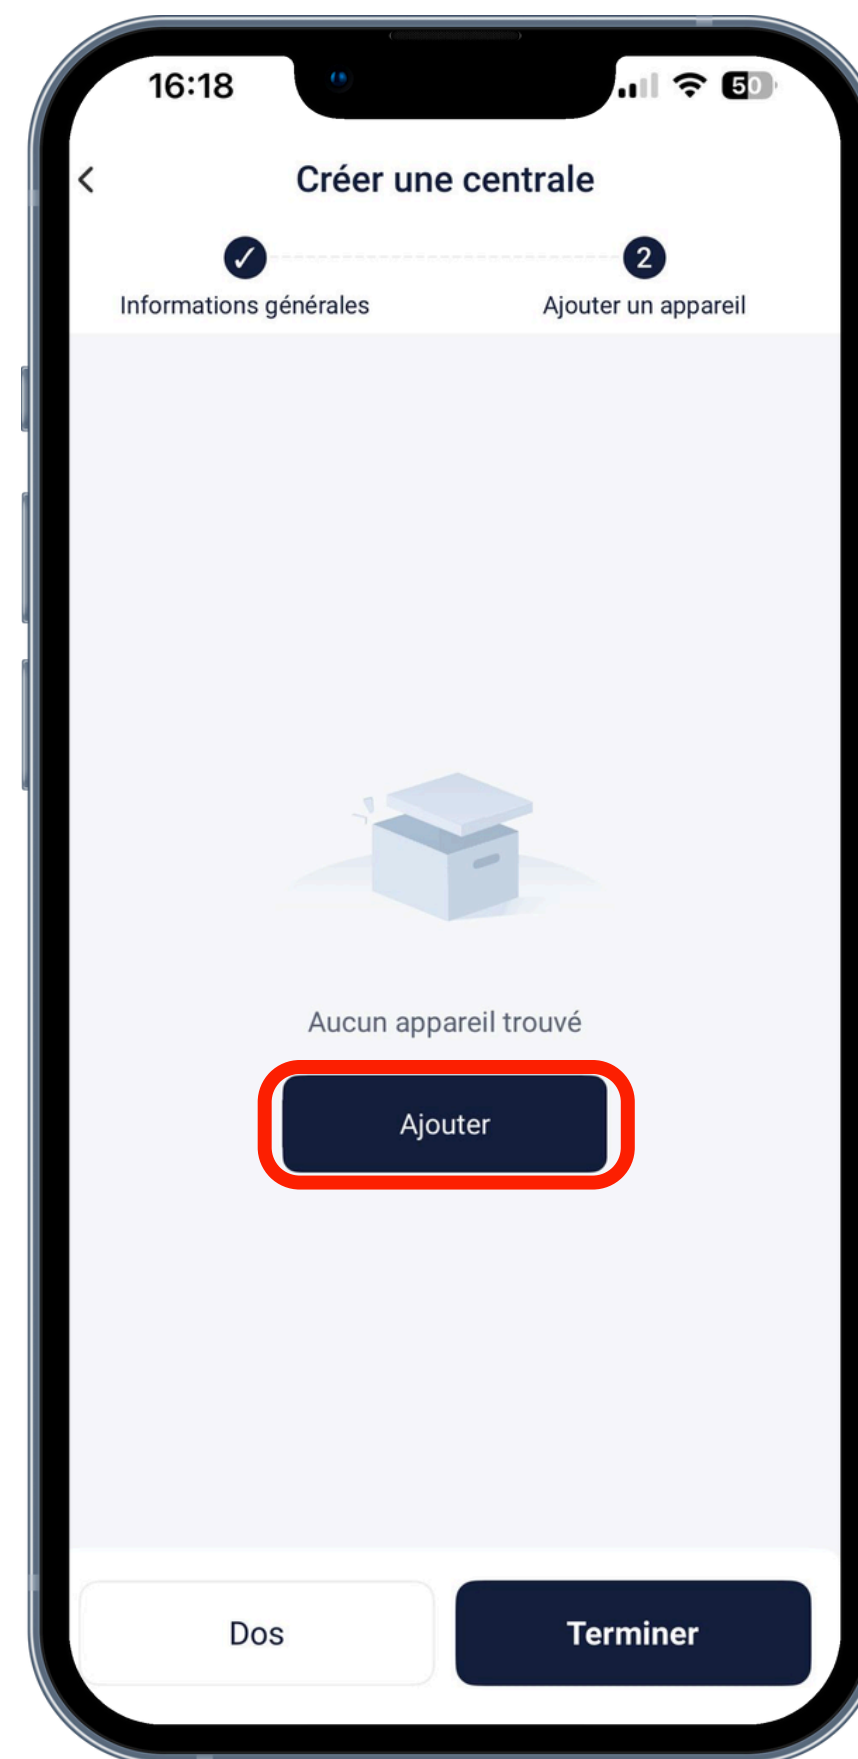 16:18
50
Créer une centrale
✓
2
Informations générales
Ajouter un appareil
Aucun appareil trouvé
Ajouter
Dos
Terminer